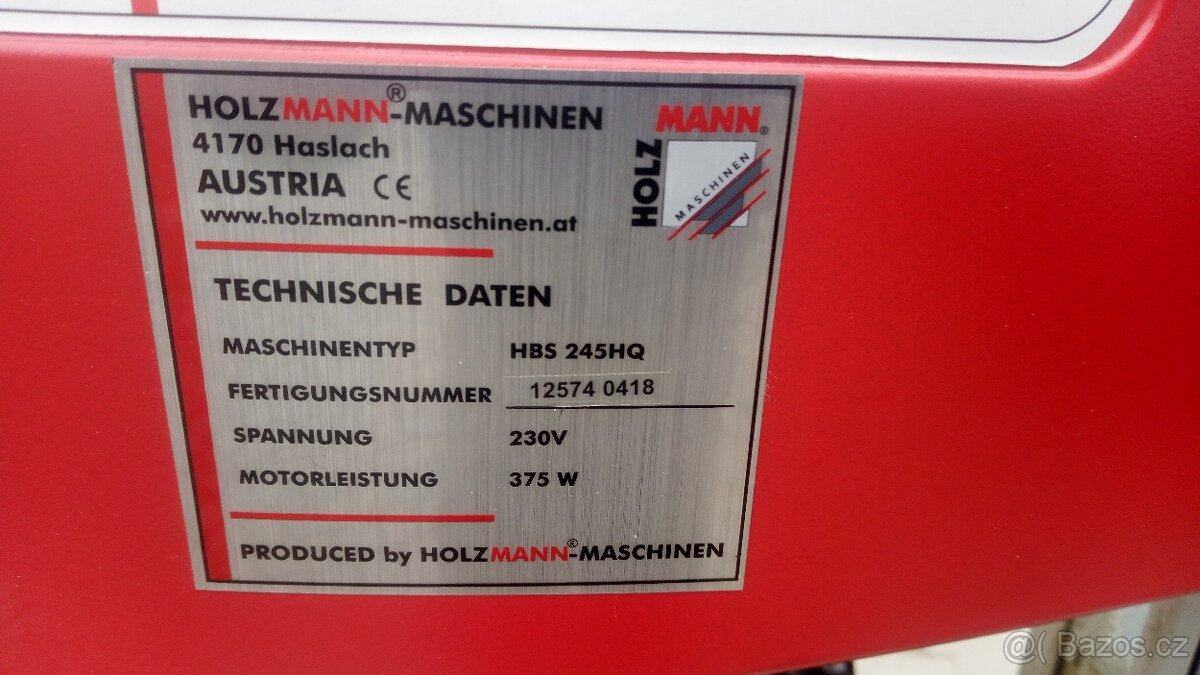 HOLZMANN®-MASCHINEN
4170 Haslach
AUSTRIA CE
www.holzmann-maschinen.at
MANN®
HOLZ
MASCHINEN
TECHNISCHE DATEN
MASCHINENTYP HBS 245HQ
FERTIGUNGSNUMMER 12574 0418
SPANNUNG 230V
MOTORLEISTUNG 375 W
PRODUCED by HOLZMANN®-MASCHINEN
@( Bazos.cz